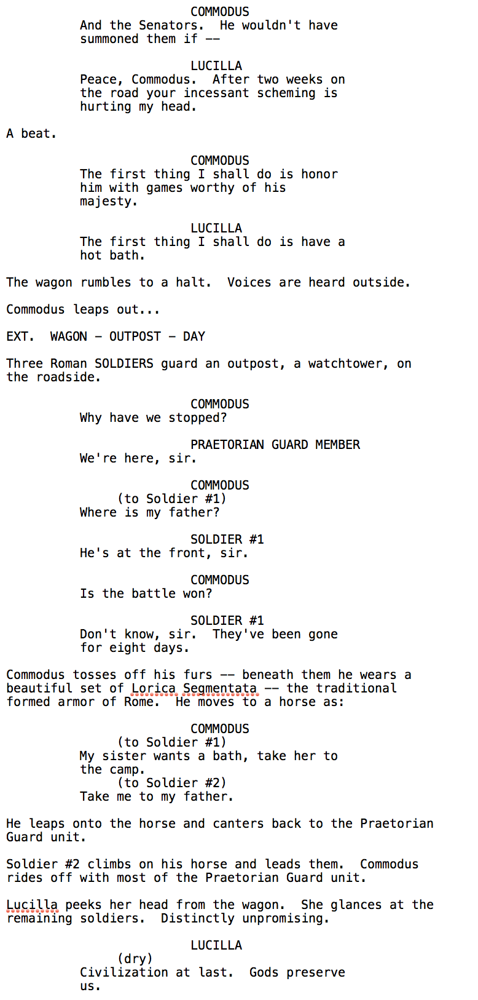 COMMODUS
And the Senators.  He wouldn't have
summoned them if --
LUCILLA
Peace, Commodus.  After two weeks on
the road your incessant scheming is
hurting my head.
A beat.
COMMODUS
The first thing I shall do is honor
him with games worthy of his
majesty.
LUCILLA
The first thing I shall do is have a
hot bath.
The wagon rumbles to a halt.  Voices are heard outside.
Commodus leaps out...
EXT.  WAGON - OUTPOST - DAY
Three Roman SOLDIERS guard an outpost, a watchtower, on
the roadside.
COMMODUS
Why have we stopped?
PRAETORIAN GUARD MEMBER
We're here, sir.
COMMODUS
(to Soldier #1)
Where is my father?
SOLDIER #1
He's at the front, sir.
COMMODUS
Is the battle won?
SOLDIER #1
Don't know, sir.  They've been gone
for eight days.
Commodus tosses off his furs -- beneath them he wears a
beautiful set of Lorica Segmentata -- the traditional
formed armor of Rome.  He moves to a horse as:
COMMODUS
(to Soldier #1)
My sister wants a bath, take her to
the camp.
(to Soldier #2)
Take me to my father.
He leaps onto the horse and canters back to the Praetorian
Guard unit.
Soldier #2 climbs on his horse and leads them.  Commodus
rides off with most of the Praetorian Guard unit.
Lucilla peeks her head from the wagon.  She glances at the
remaining soldiers.  Distinctly unpromising.
LUCILLA
(dry)
Civilization at last.  Gods preserve
us.